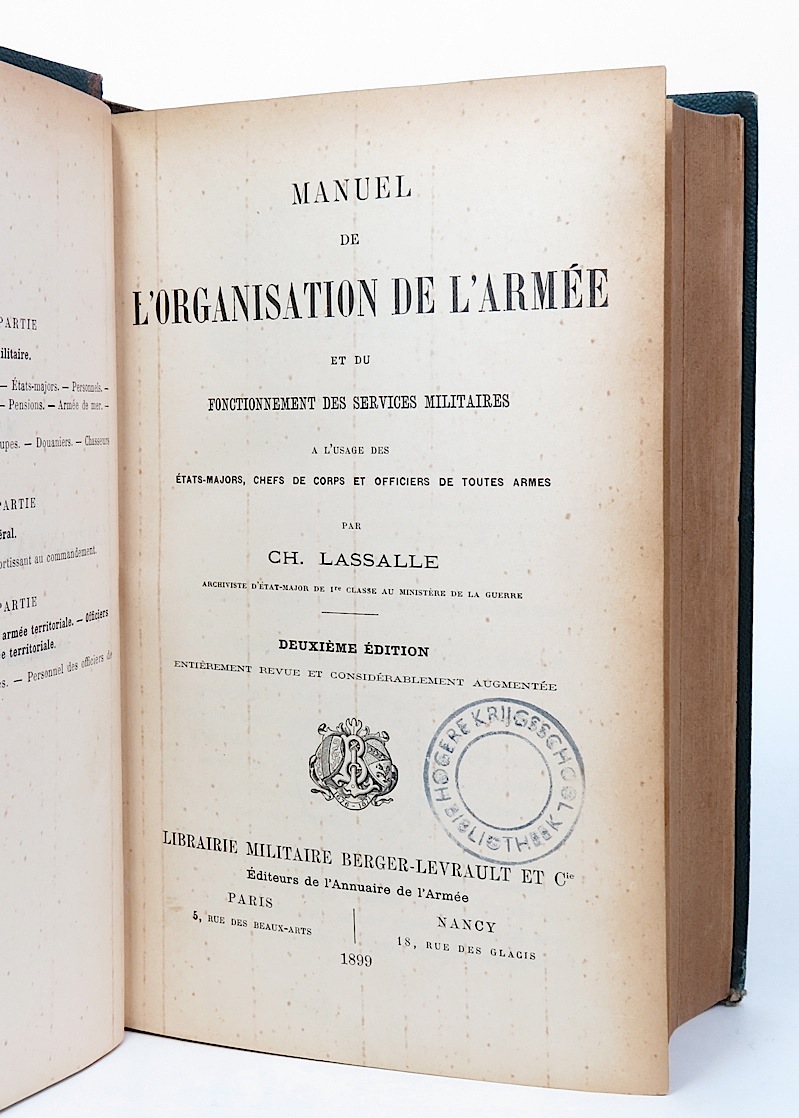 PARTIE
ilitaire.
— États-majors. — Personnels. —
— Pensions. — Armée de mer. —
upes. — Douaniers. — Chasseurs
PARTIE
éral.
ortissant au commandement.
PARTIE
armée territoriale. — Officiers
e territoriale.
es. — Personnel des officiers de
MANUEL
DE
L'ORGANISATION DE L'ARMÉE
ET DU
FONCTIONNEMENT DES SERVICES MILITAIRES
A L'USAGE DES
ÉTATS-MAJORS, CHEFS DE CORPS ET OFFICIERS DE TOUTES ARMES
PAR
CH. LASSALLE
ARCHIVISTE D'ÉTAT-MAJOR DE 1re CLASSE AU MINISTÈRE DE LA GUERRE
DEUXIÈME ÉDITION
ENTIÈREMENT REVUE ET CONSIDÉRABLEMENT AUGMENTÉE
HOGERE KRIJGSSCHOOL
BIBLIOTHEEK
LIBRAIRIE MILITAIRE BERGER-LEVRAULT ET Cie
Éditeurs de l'Annuaire de l'Armée
PARIS
5, RUE DES BEAUX-ARTS
NANCY
18, RUE DES GLACIS
1899